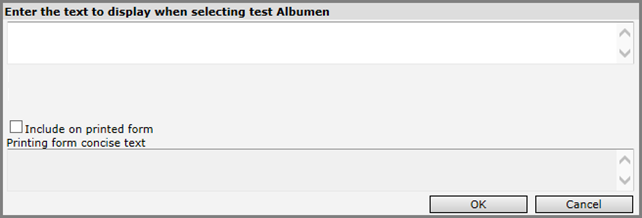 Enter the text to display when selecting test Albumen
Include on printed form
Printing form concise text
OK Cancel